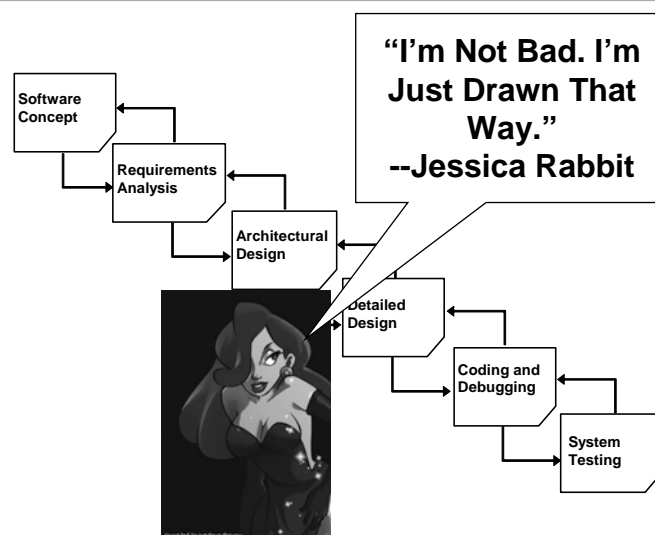 “I’m Not Bad. I’m
Just Drawn That
Way.”
--Jessica Rabbit
Software
Concept
Requirements
Analysis
Architectural
Design
Detailed
Design
Coding and
Debugging
System
Testing